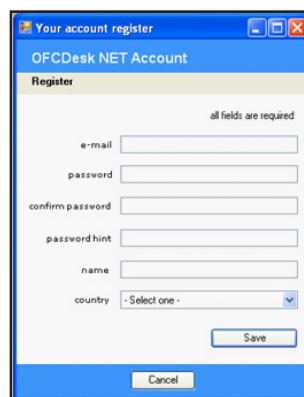 Your account register
OFCDesk NET Account
Register
all fields are required
e-mail
password
confirm password
password hint
name
country - Select one -
Save
Cancel